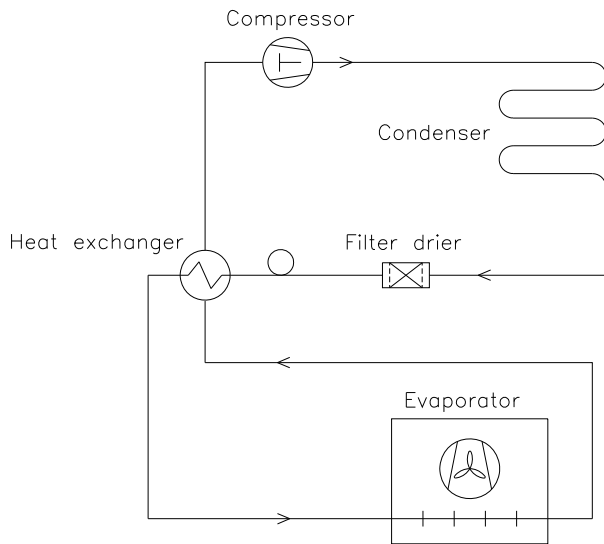 Compressor
Condenser
Heat exchanger
Filter drier
Evaporator